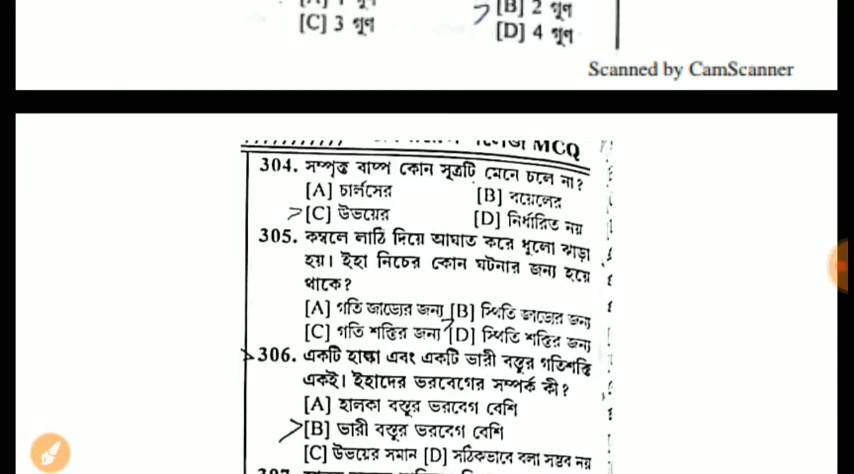 [B] 2 গুণ
[C] 3 গুণ
[D] 4 গুণ
Scanned by CamScanner
MCQ
304. সম্পৃক্ত বাষ্প কোন সূত্রটি মেনে চলে না?
[A] চার্লসের [B] বয়েলের
[C] উভয়ের [D] নির্ধারিত নয়
305. কম্বলে লাঠি দিয়ে আঘাত করে ধুলো ঝাড়া
হয়। ইহা নিচের কোন ঘটনার জন্য হয়ে
থাকে?
[A] গতি জাড্যের জন্য [B] স্থিতি জাড্যের জন্য
[C] গতি শক্তির জন্য [D] স্থিতি শক্তির জন্য
306. একটি হাল্কা এবং একটি ভারী বস্তুর গতিশক্তি
একই। ইহাদের ভরবেগের সম্পর্ক কী?
[A] হালকা বস্তুর ভরবেগ বেশি
[B] ভারী বস্তুর ভরবেগ বেশি
[C] উভয়ের সমান [D] সঠিকভাবে বলা সম্ভব নয়